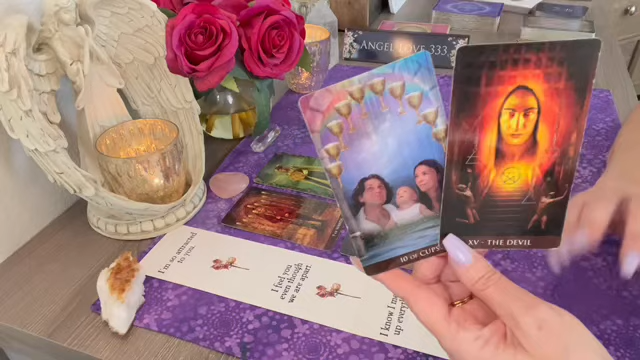 ANGEL LOVE 333
10 OF CUPS
XV - THE DEVIL
I'm so attracted
to you.
I feel you
even though
we are apart.
I know I
up every